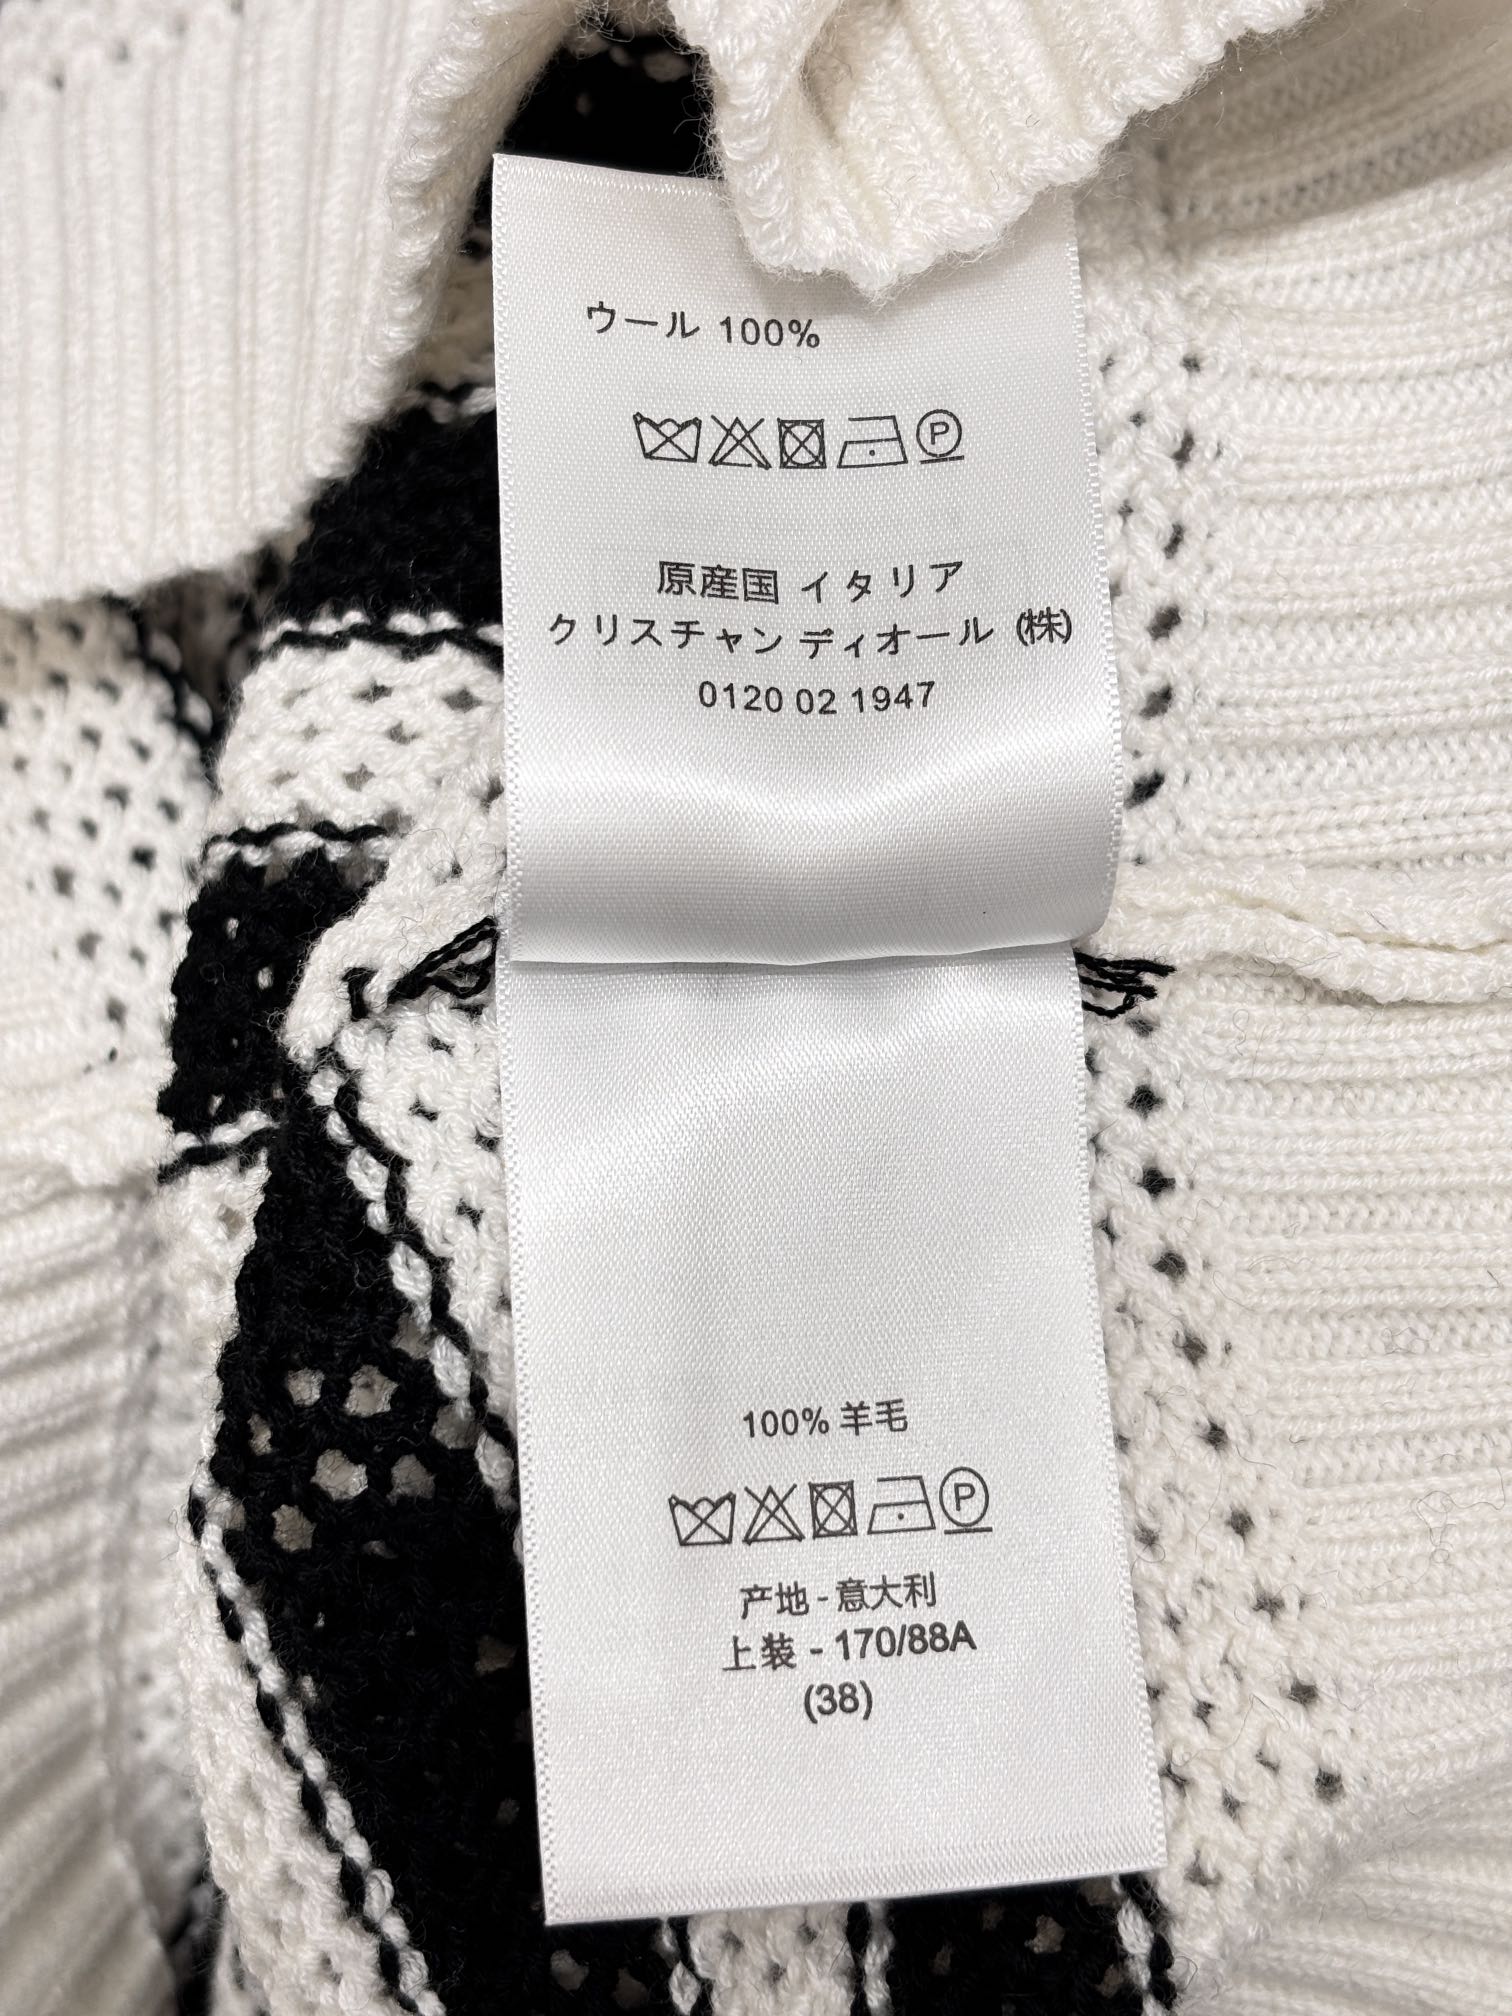 ウール 100%
P
原産国 イタリア
クリスチャン ディオール (株)
0120 02 1947
100% 羊毛
P
产地 - 意大利
上装 - 170/88A
(38)